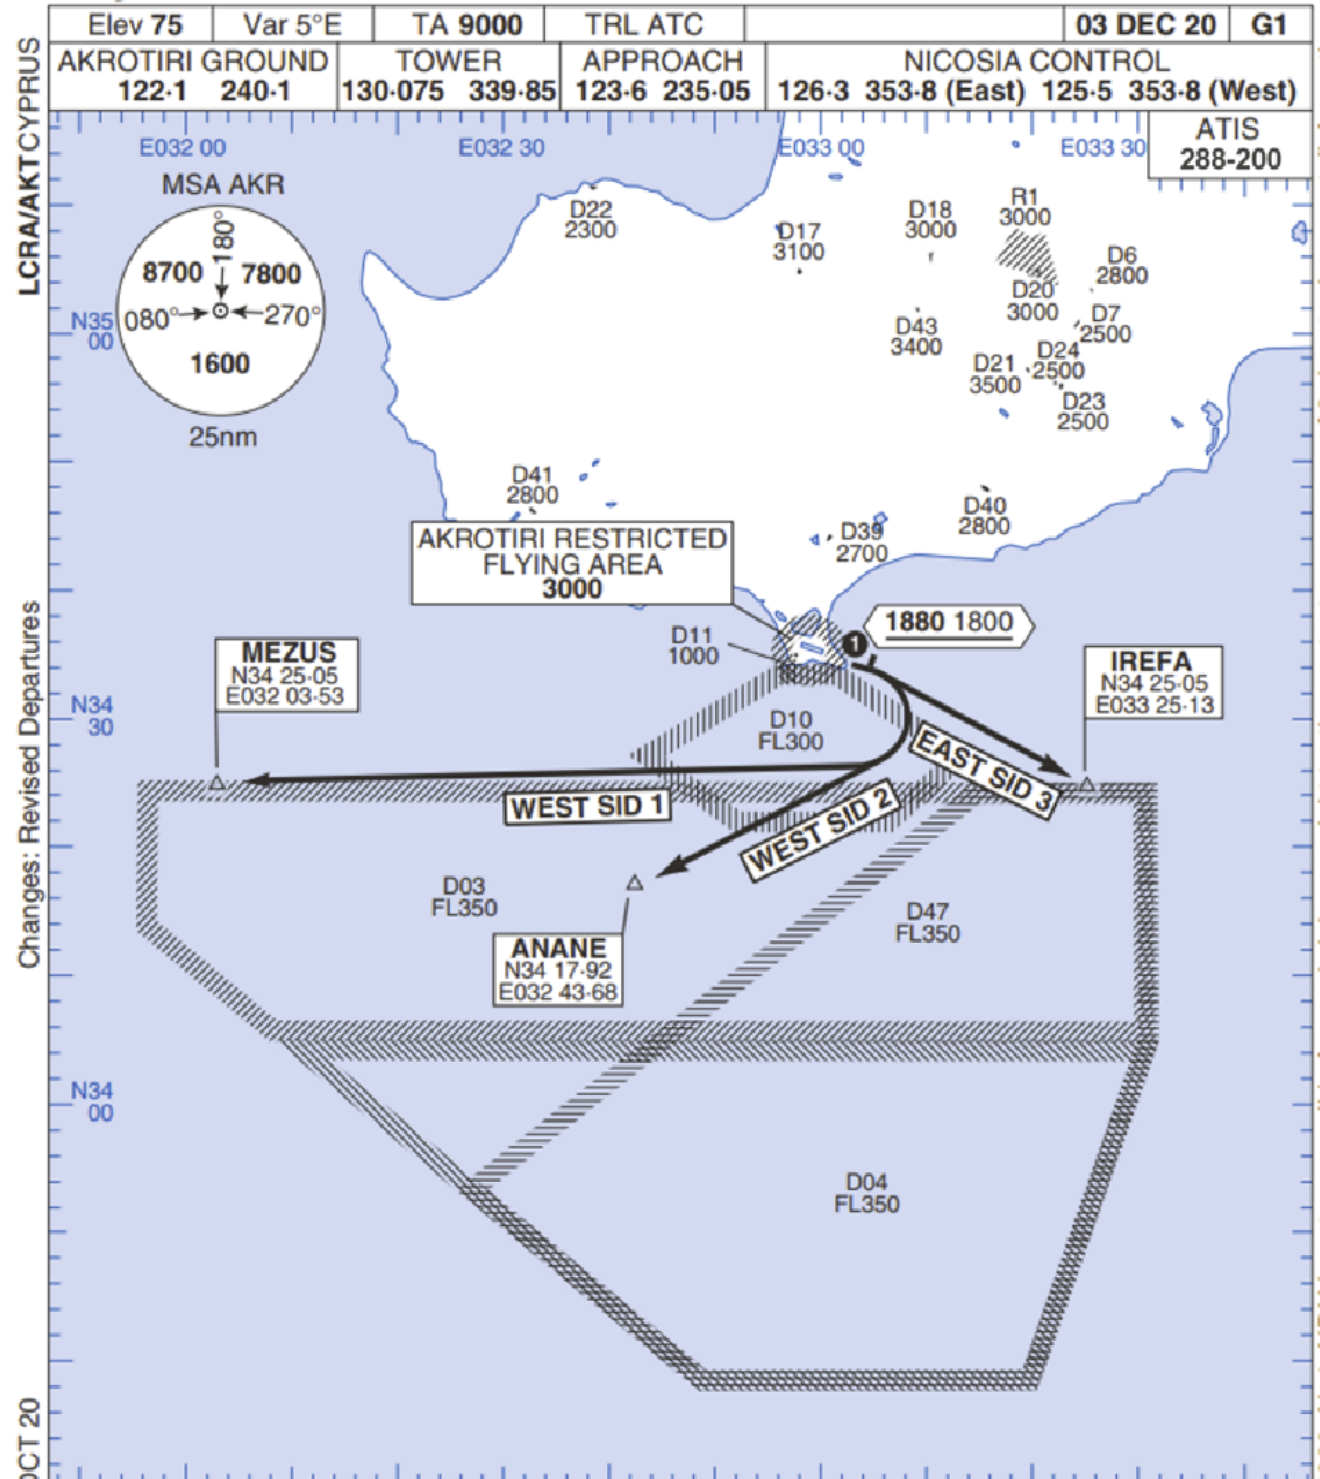 Elev 75 Var 5°E TA 9000 TRL ATC 03 DEC 20 G1
AKROTIRI GROUND TOWER APPROACH NICOSIA CONTROL
122·1 240·1 130·075 339·85 123·6 235·05 126·3 353·8 (East) 125·5 353·8 (West)
LCRA/AKT CYPRUS
Changes: Revised Departures
OCT 20
ATIS
288-200
E032 00 E032 30 E033 00 E033 30
MSA AKR
180°
8700 7800
080° 270°
1600
25nm
N35
00
D22
2300
D17
3100
D18
3000
R1
3000
D6
2800
D20
3000
D7
2500
D43
3400
D24
2500
D21
3500
D23
2500
D41
2800
D40
2800
D39
2700
AKROTIRI RESTRICTED
FLYING AREA
3000
D11
1000
1
1880 1800
MEZUS
N34 25·05
E032 03·53
IREFA
N34 25·05
E033 25·13
N34
30
D10
FL300
EAST SID 3
WEST SID 1
WEST SID 2
D03
FL350
D47
FL350
ANANE
N34 17·92
E032 43·68
N34
00
D04
FL350